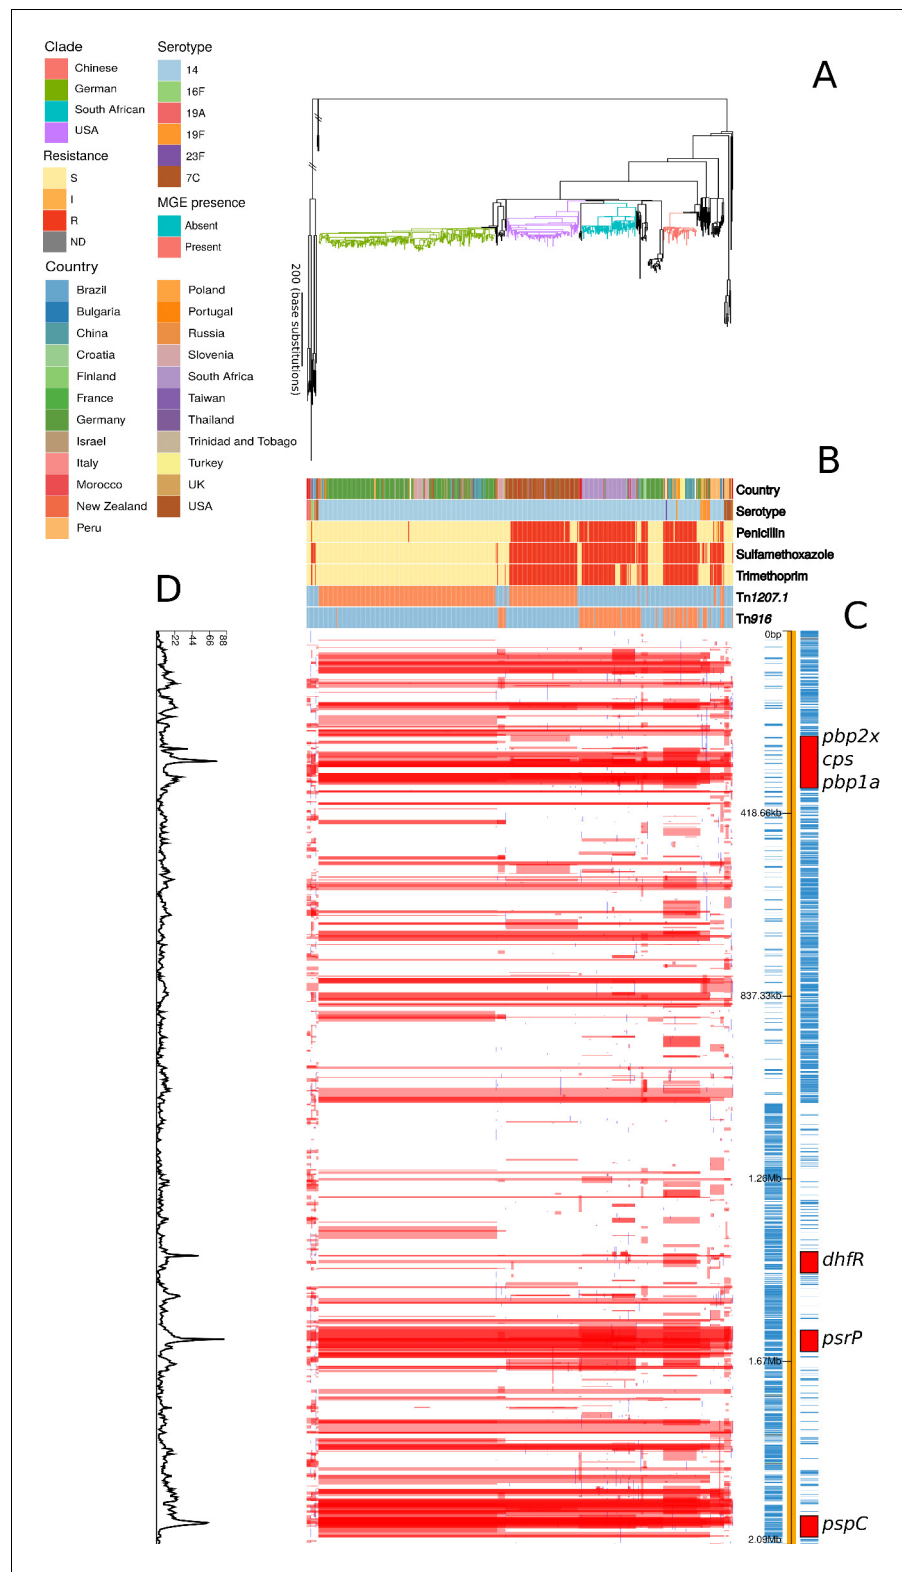 A
Clade
Chinese
German
South African
USA
Resistance
S
I
R
ND
Serotype
14
16F
19A
19F
23F
7C
MGE presence
Absent
Present
Country
Brazil
Bulgaria
China
Croatia
Finland
France
Germany
Israel
Italy
Morocco
New Zealand
Peru
Poland
Portugal
Russia
Slovenia
South Africa
Taiwan
Thailand
Trinidad and Tobago
Turkey
UK
USA
200 (base substitutions)
B
Country
Serotype
Penicillin
Sulfamethoxazole
Trimethoprim
Tn1207.1
Tn916
D
22
44
66
88
C
0bp
418.66kb
837.33kb
1.26Mb
1.67Mb
2.09Mb
pbp2x
cps
pbp1a
dhfR
psrP
pspC